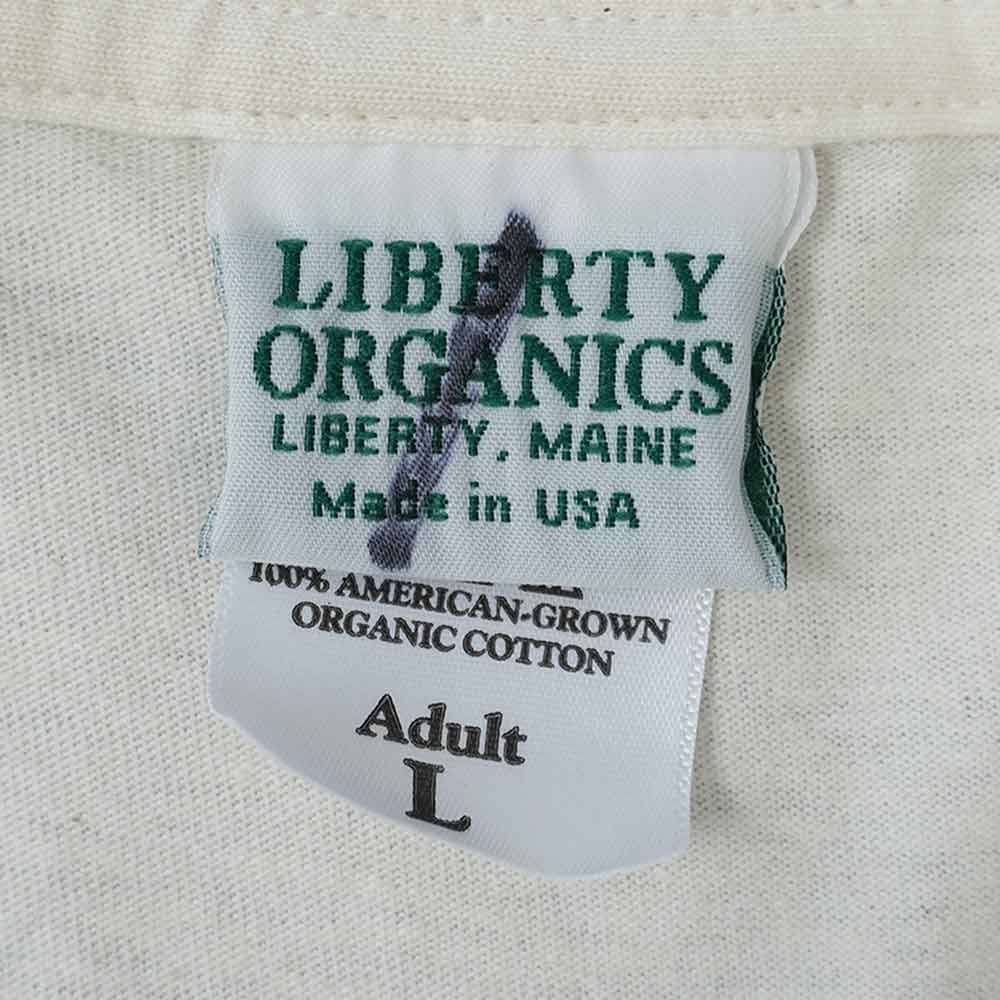 LIBERTY
ORGANICS
LIBERTY, MAINE
Made in USA
100% AMERICAN-GROWN
ORGANIC COTTON
Adult
L